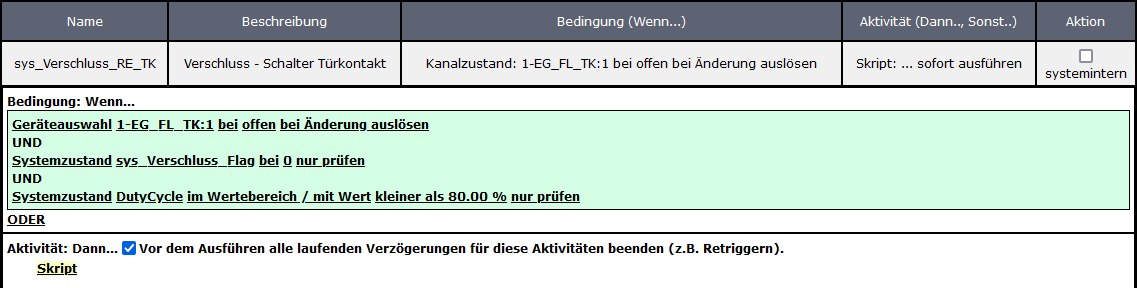 Name Beschreibung Bedingung (Wenn...) Aktivität (Dann.., Sonst..) Aktion
sys_Verschluss_RE_TK Verschluss - Schalter Türkontakt Kanalzustand: 1-EG_FL_TK:1 bei offen bei Änderung auslösen Skript: ... sofort ausführen systemintern
Bedingung: Wenn...
Geräteauswahl 1-EG_FL_TK:1 bei offen bei Änderung auslösen
UND
Systemzustand sys_Verschluss_Flag bei 0 nur prüfen
UND
Systemzustand DutyCycle im Wertebereich / mit Wert kleiner als 80.00 % nur prüfen
ODER
Aktivität: Dann... Vor dem Ausführen alle laufenden Verzögerungen für diese Aktivitäten beenden (z.B. Retriggern).
Skript